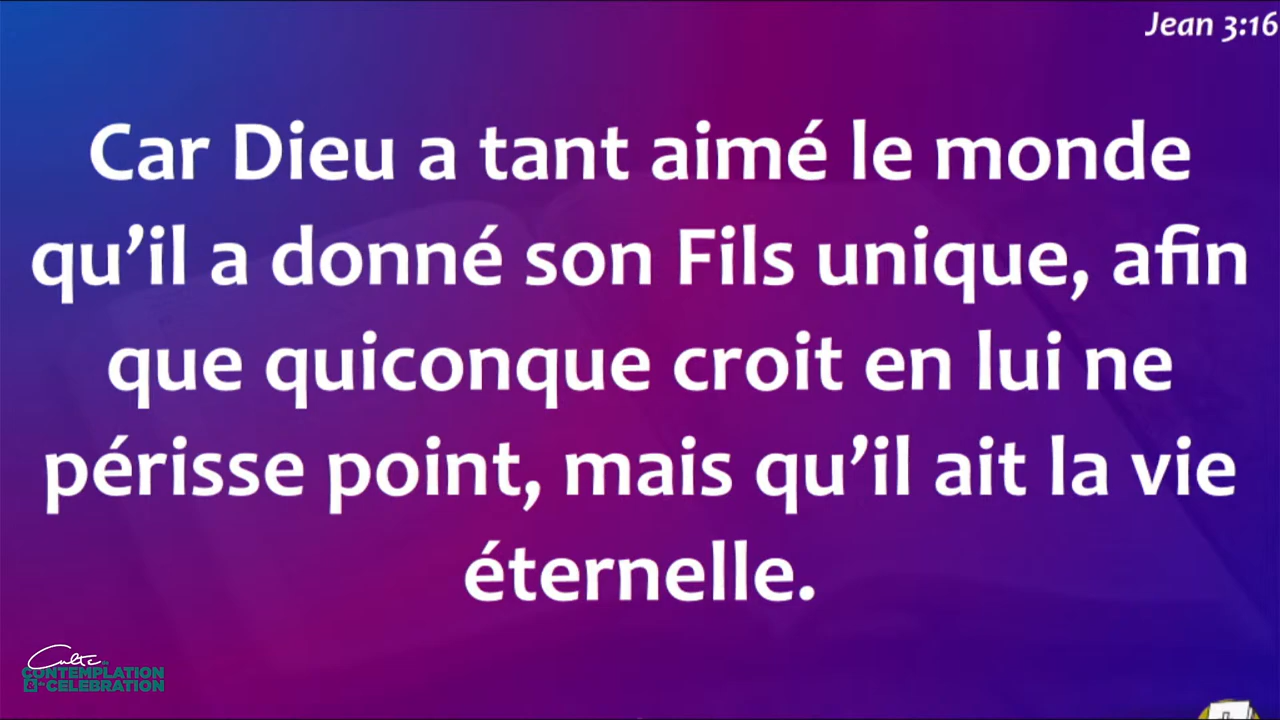 Jean 3:16
Car Dieu a tant aimé le monde
qu’il a donné son Fils unique, afin
que quiconque croit en lui ne
périsse point, mais qu’il ait la vie
éternelle.
Culte
CONTEMPLATION
& CELEBRATION